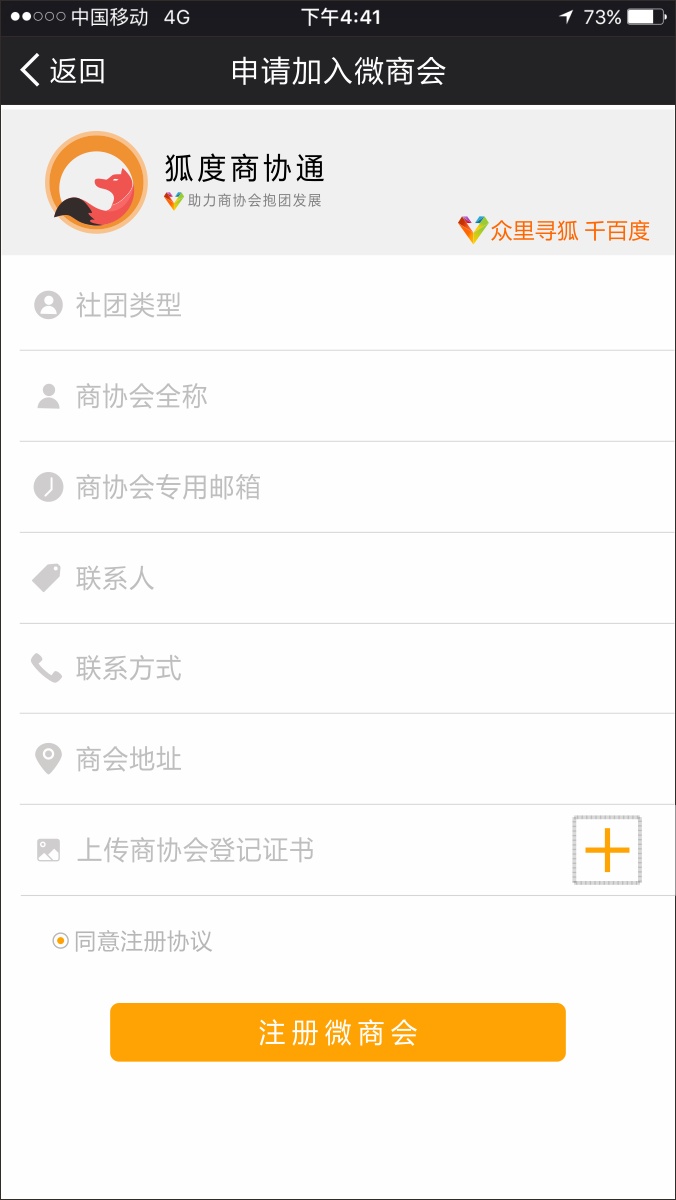 中国移动 4G 下午4:41 73%
返回 申请加入微商会
狐度商协通
助力商协会抱团发展
众里寻狐 千百度
社团类型
商协会全称
商协会专用邮箱
联系人
联系方式
商会地址
上传商协会登记证书
同意注册协议
注册微商会